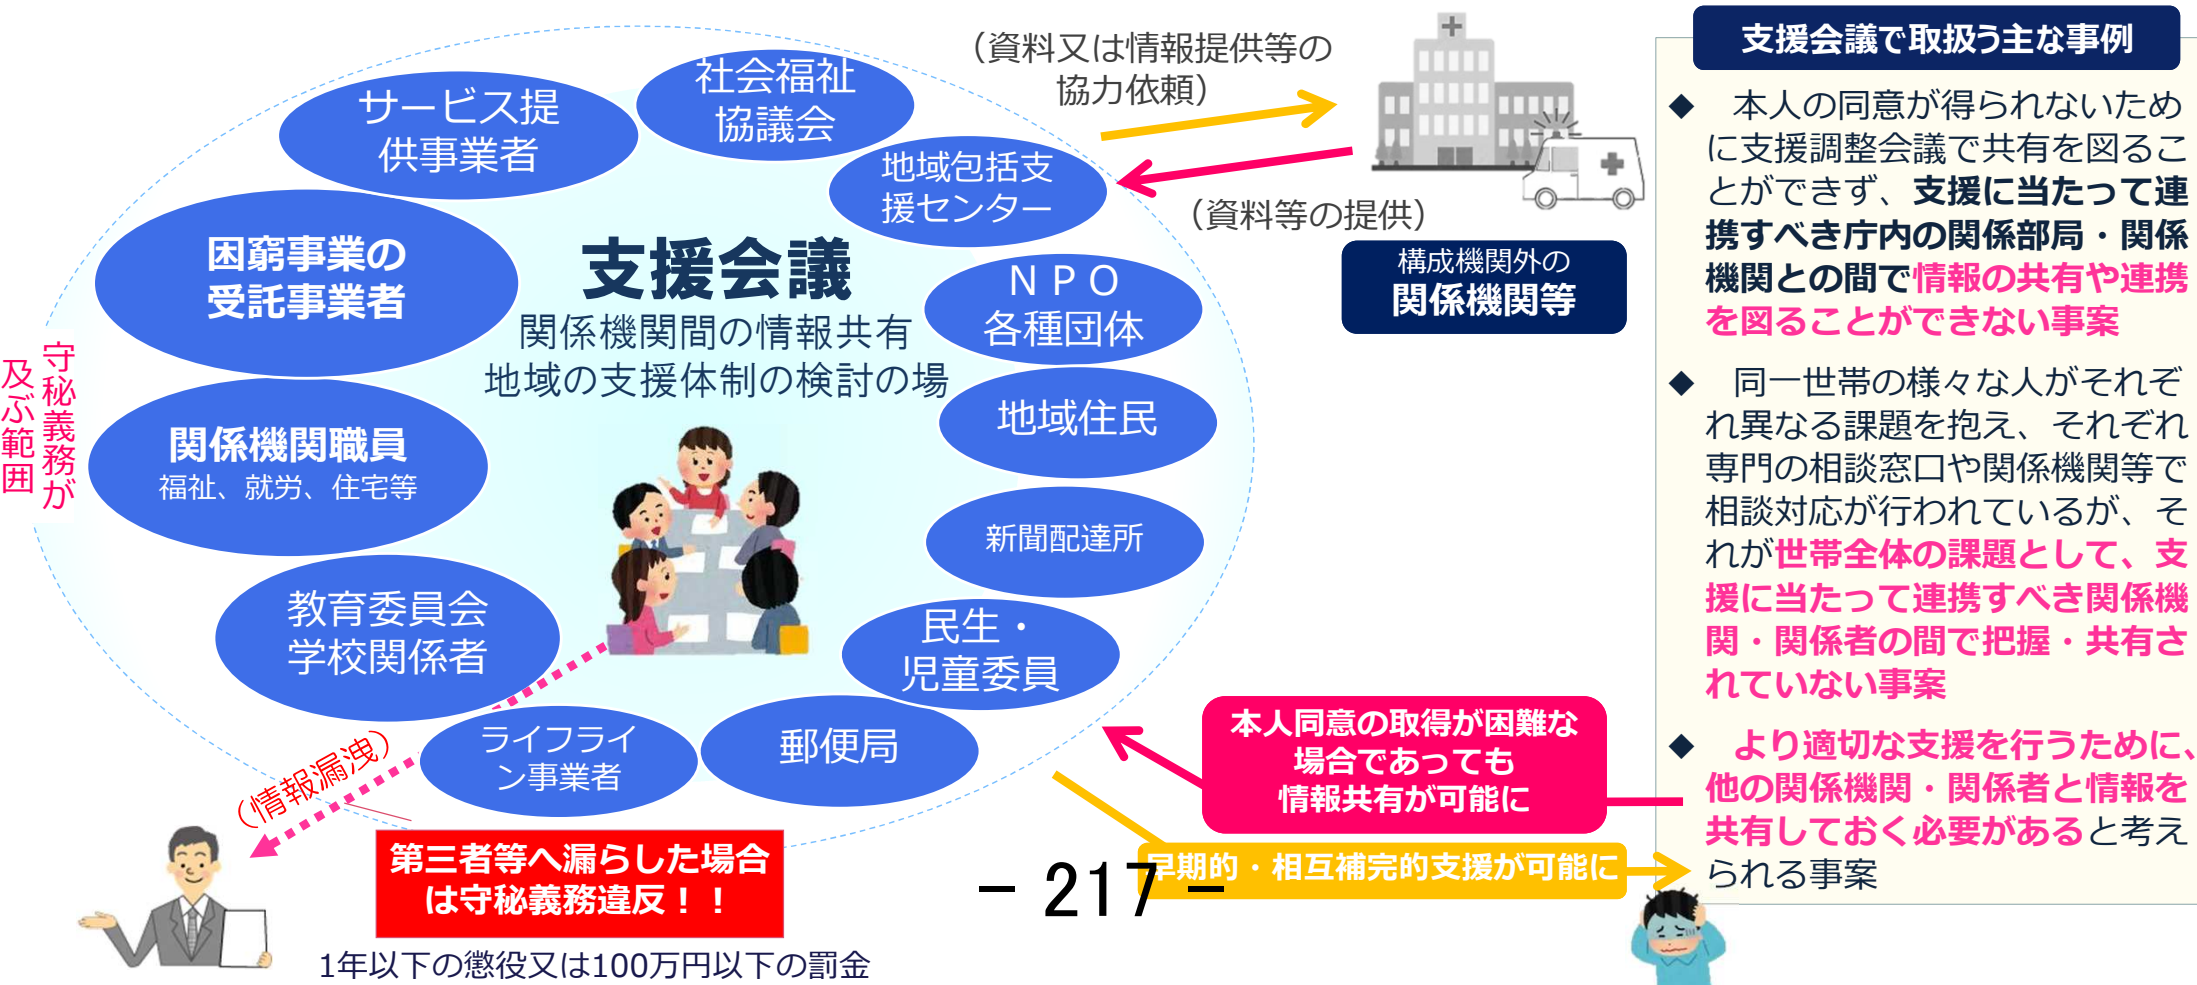 社会福祉
協議会
サービス提
供事業者
地域包括支
援センター
困窮事業の
受託事業者
支援会議
関係機関間の情報共有
地域の支援体制の検討の場
NPO
各種団体
地域住民
関係機関職員
福祉、就労、住宅等
新聞配達所
教育委員会
学校関係者
民生・
児童委員
ライフライ
ン事業者
郵便局
守秘義務が
及ぶ範囲
(資料又は情報提供等の
協力依頼)
(資料等の提供)
構成機関外の
関係機関等
(情報漏洩)
第三者等へ漏らした場合
は守秘義務違反!!
1年以下の懲役又は100万円以下の罰金
本人同意の取得が困難な
場合であっても
情報共有が可能に
早期的・相互補完的支援が可能に
- 217 -
支援会議で取扱う主な事例
◆ 本人の同意が得られないため
に支援調整会議で共有を図るこ
とができず、支援に当たって連
携すべき庁内の関係部局・関係
機関との間で情報の共有や連携
を図ることができない事案
◆ 同一世帯の様々な人がそれぞ
れ異なる課題を抱え、それぞれ
専門の相談窓口や関係機関等で
相談対応が行われているが、そ
れが世帯全体の課題として、支
援に当たって連携すべき関係機
関・関係者の間で把握・共有さ
れていない事案
◆ より適切な支援を行うために、
他の関係機関・関係者と情報を
共有しておく必要があると考え
られる事案